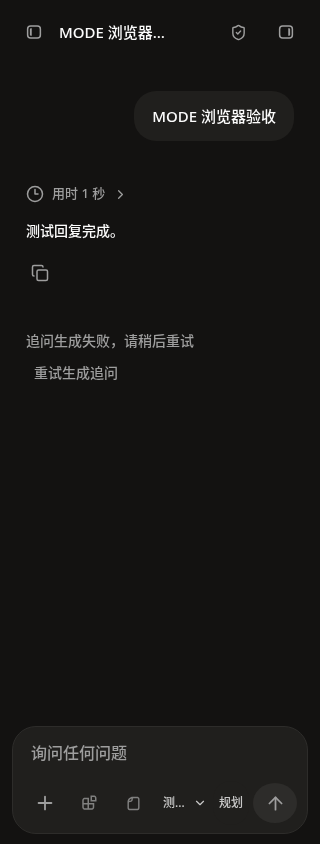 MODE 浏览器...
MODE 浏览器验收
用时 1 秒
测试回复完成。
追问生成失败，请稍后重试
重试生成追问
询问任何问题
测... 规划